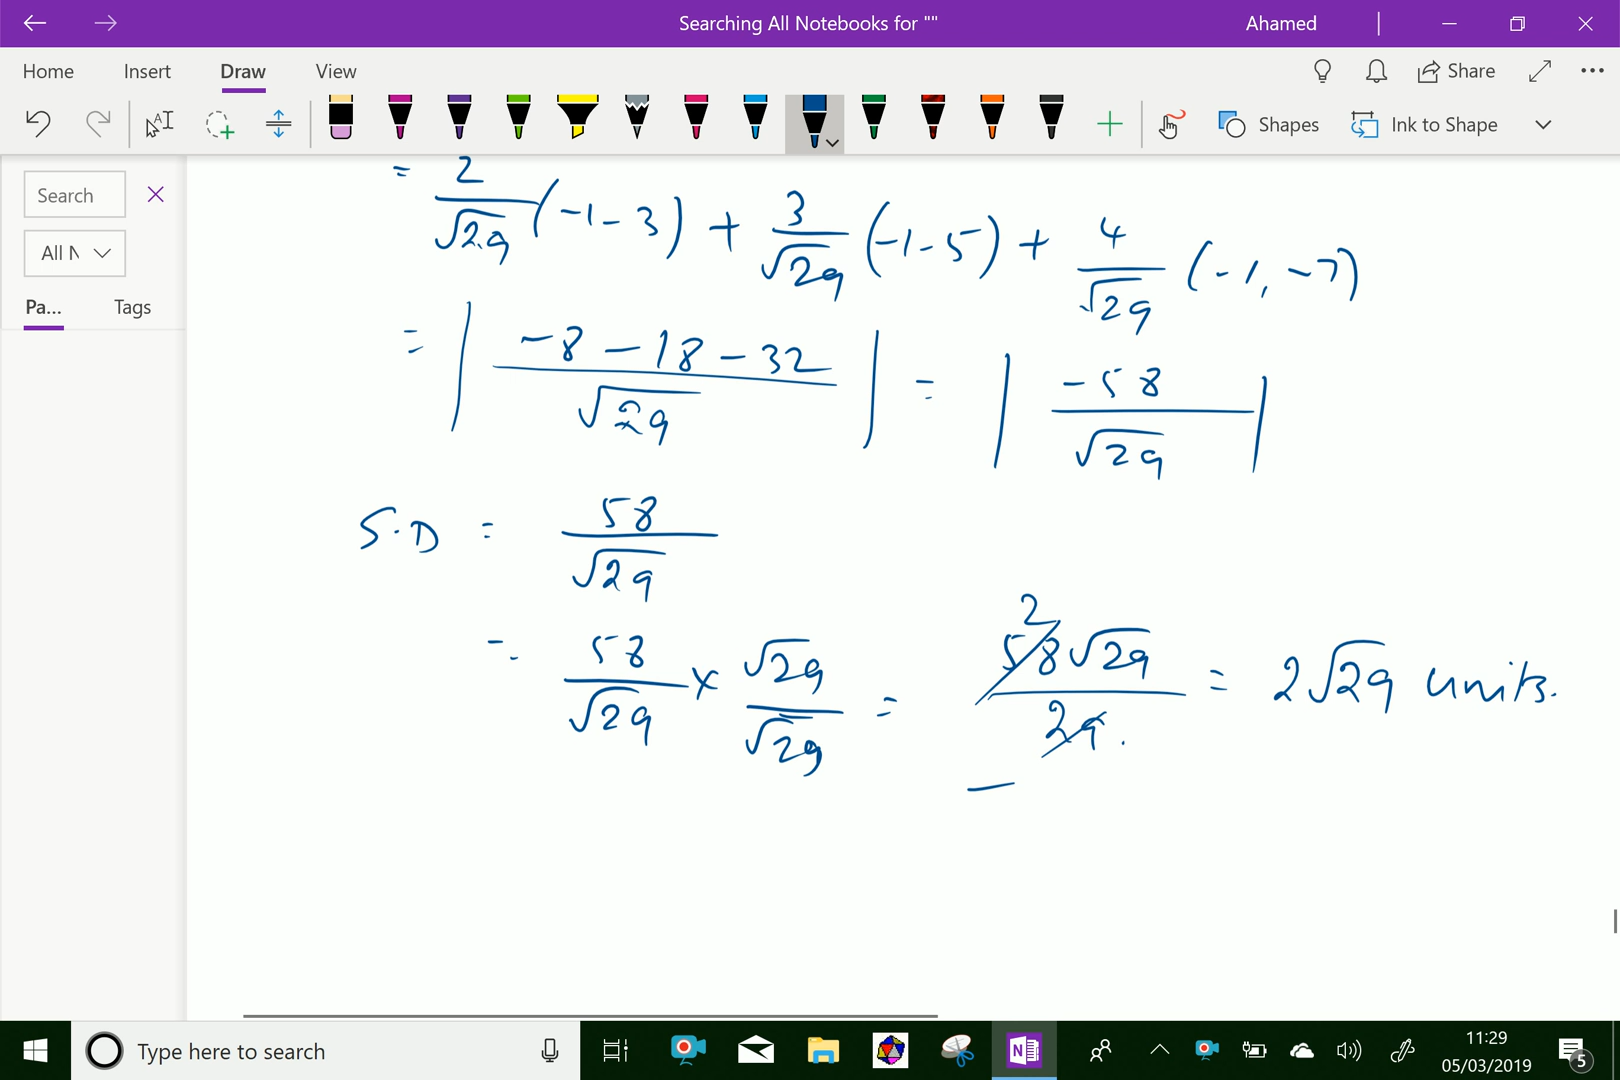 Searching All Notebooks for "" Ahamed
Home Insert Draw View Share
Shapes Ink to Shape
Search
All N
Pa... Tags
= 2/√29 (-1-3) + 3/√29 (-1-5) + 4/√29 (-1,-7)
= | -8-18-32 / √29 | = | -58 / √29 |
S.D = 58/√29
= 58/√29 × √29/√29 = 2 58√29 / 29. = 2√29 units.
Type here to search
11:29
05/03/2019
5